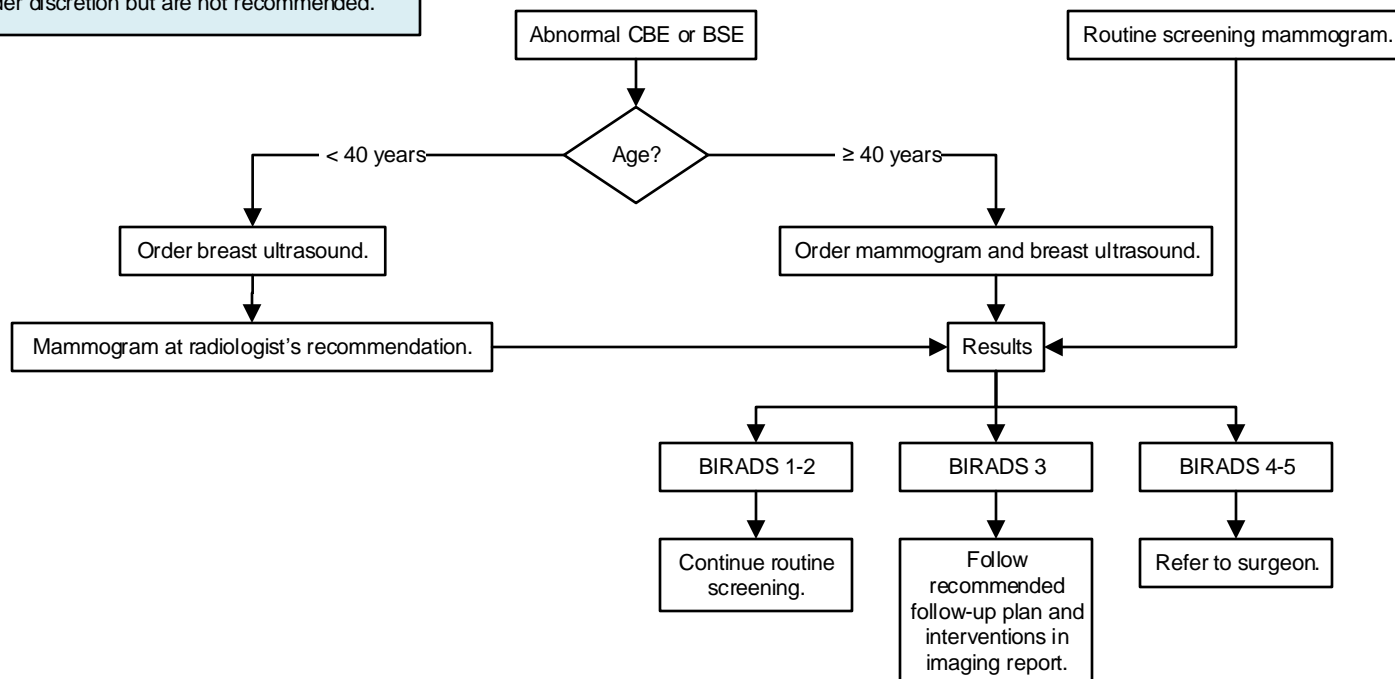 discretion but are not recommended.
Abnormal CBE or BSE
Routine screening mammogram.
< 40 years
Age?
≥ 40 years
Order breast ultrasound.
Order mammogram and breast ultrasound.
Mammogram at radiologist’s recommendation.
Results
BIRADS 1-2
BIRADS 3
BIRADS 4-5
Continue routine
screening.
Follow
recommended
follow-up plan and
interventions in
imaging report.
Refer to surgeon.